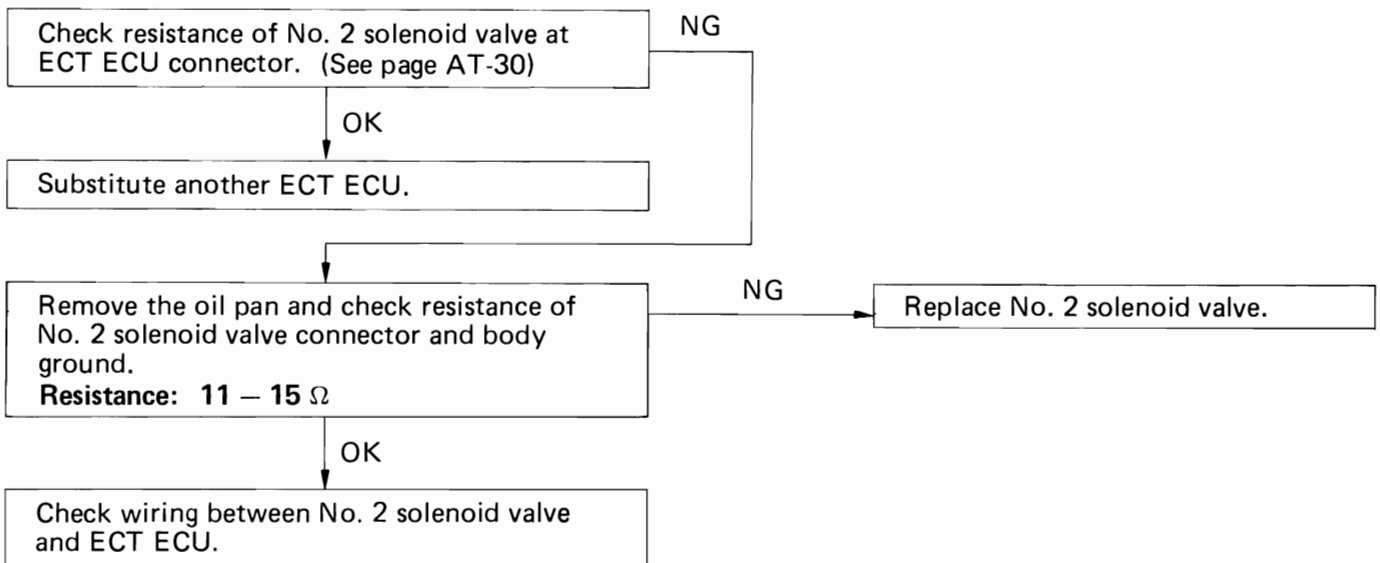 Check resistance of No. 2 solenoid valve at
ECT ECU connector. (See page AT-30)
NG
OK
Substitute another ECT ECU.
Remove the oil pan and check resistance of
No. 2 solenoid valve connector and body
ground.
Resistance: 11 — 15 Ω
NG
Replace No. 2 solenoid valve.
OK
Check wiring between No. 2 solenoid valve
and ECT ECU.